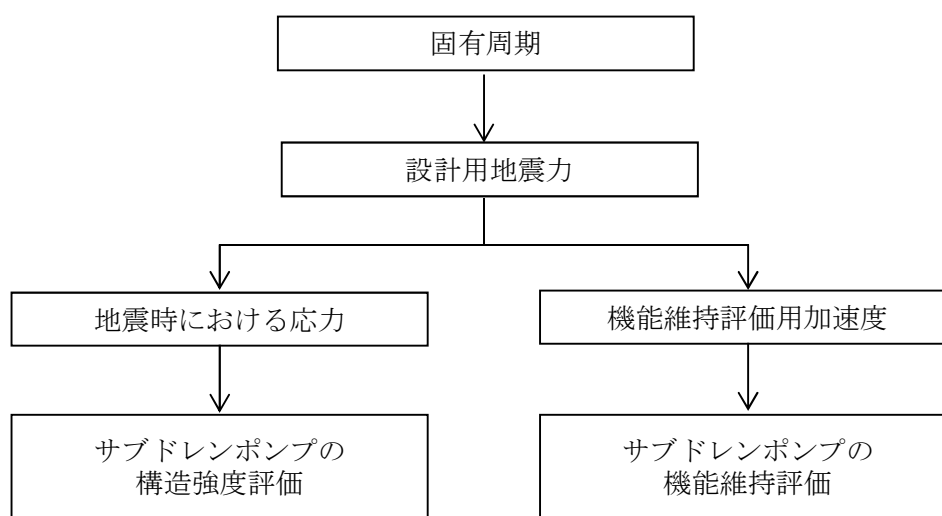 固有周期
設計用地震力
地震時における応力
機能維持評価用加速度
サブドレンポンプの
構造強度評価
サブドレンポンプの
機能維持評価